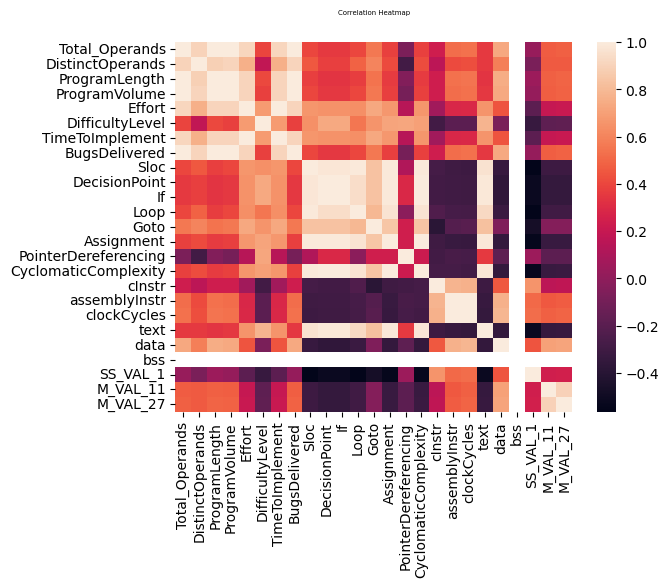 Correlation Heatmap
Total_Operands
DistinctOperands
ProgramLength
ProgramVolume
Effort
DifficultyLevel
TimeToImplement
BugsDelivered
Sloc
DecisionPoint
If
Loop
Goto
Assignment
PointerDereferencing
CyclomaticComplexity
cInstr
assemblyInstr
clockCycles
text
data
bss
SS_VAL_1
M_VAL_11
M_VAL_27
Total_Operands
DistinctOperands
ProgramLength
ProgramVolume
Effort
DifficultyLevel
TimeToImplement
BugsDelivered
Sloc
DecisionPoint
If
Loop
Goto
Assignment
PointerDereferencing
CyclomaticComplexity
cInstr
assemblyInstr
clockCycles
text
data
bss
SS_VAL_1
M_VAL_11
M_VAL_27
1.0
0.8
0.6
0.4
0.2
0.0
−0.2
−0.4